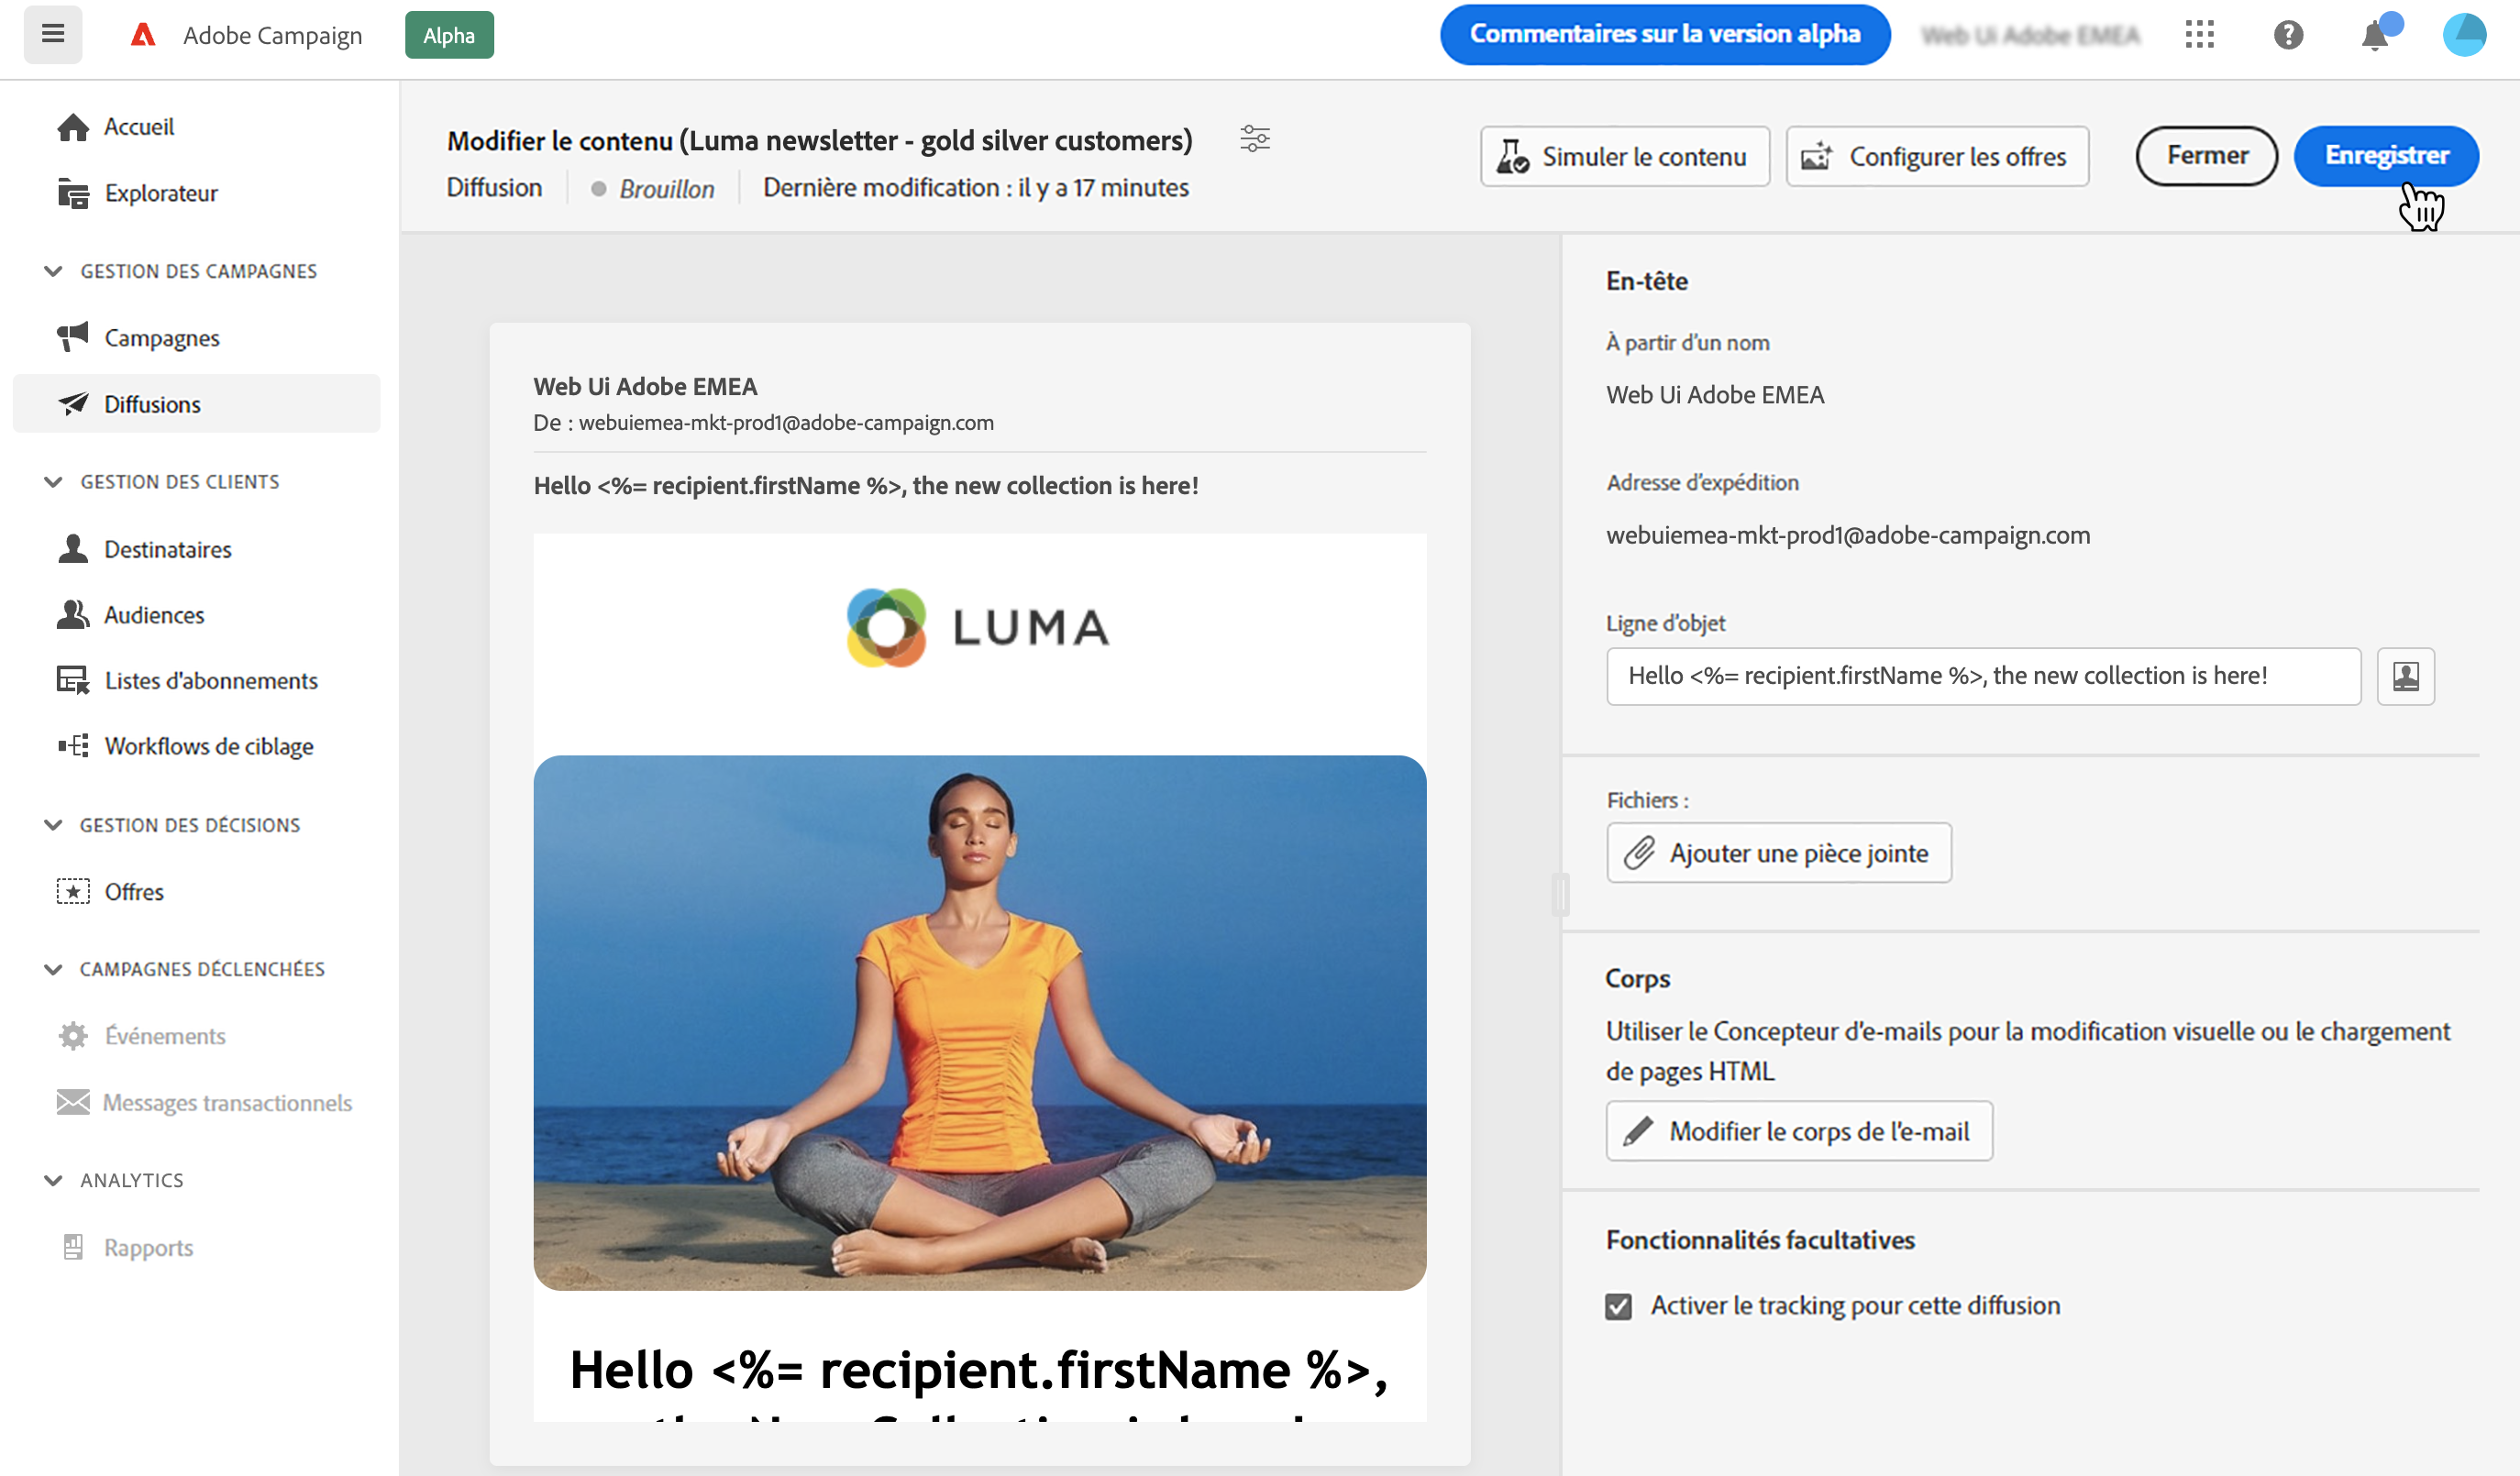 Adobe Campaign
Alpha
Commentaires sur la version alpha
Web Ui Adobe EMEA
Accueil
Explorateur
GESTION DES CAMPAGNES
Campagnes
Diffusions
GESTION DES CLIENTS
Destinataires
Audiences
Listes d'abonnements
Workflows de ciblage
GESTION DES DÉCISIONS
Offres
CAMPAGNES DÉCLENCHÉES
Événements
Messages transactionnels
ANALYTICS
Rapports
Modifier le contenu (Luma newsletter - gold silver customers)
Diffusion
Brouillon
Dernière modification : il y a 17 minutes
Simuler le contenu
Configurer les offres
Fermer
Enregistrer
Web Ui Adobe EMEA
De : webuiemea-mkt-prod1@adobe-campaign.com
Hello <%= recipient.firstName %>, the new collection is here!
LUMA
Hello <%= recipient.firstName %>,
En-tête
À partir d’un nom
Web Ui Adobe EMEA
Adresse d’expédition
webuiemea-mkt-prod1@adobe-campaign.com
Ligne d’objet
Hello <%= recipient.firstName %>, the new collection is here!
Fichiers :
Ajouter une pièce jointe
Corps
Utiliser le Concepteur d’e-mails pour la modification visuelle ou le chargement
de pages HTML
Modifier le corps de l’e-mail
Fonctionnalités facultatives
Activer le tracking pour cette diffusion